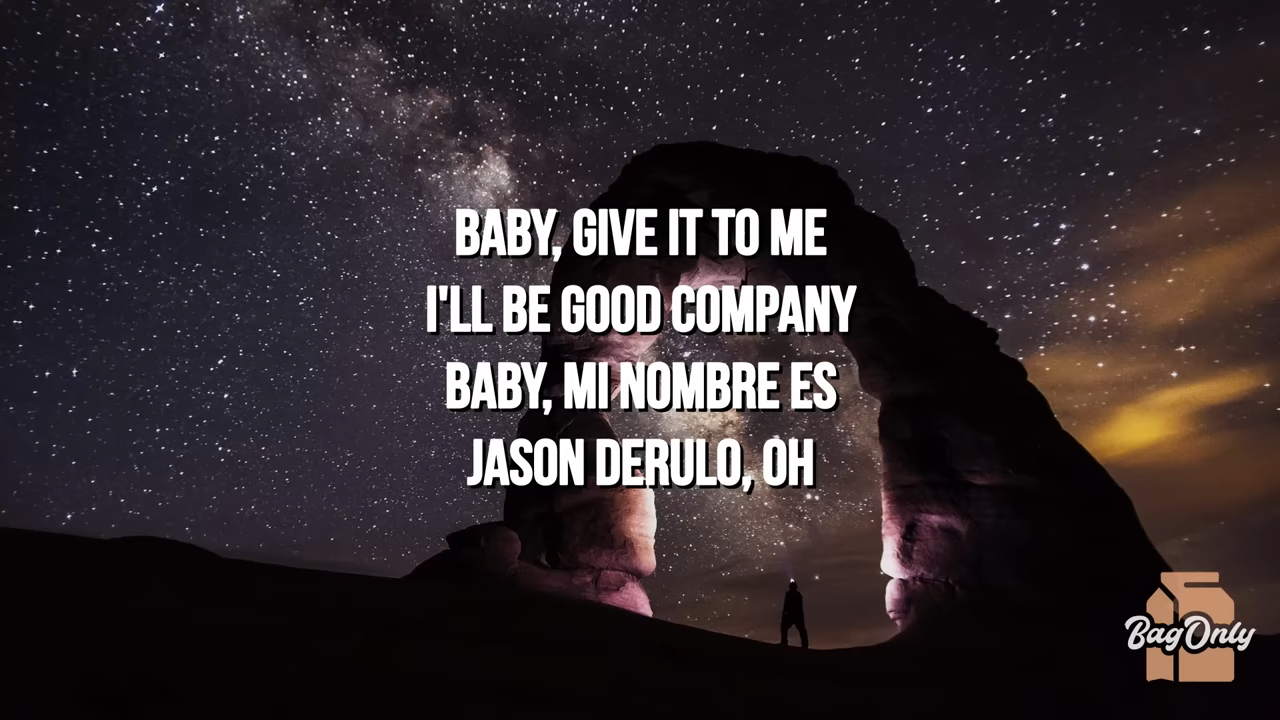 BABY, GIVE IT TO ME
I'LL BE GOOD COMPANY
BABY, MI NOMBRE ES
JASON DERULO, OH
BagOnly